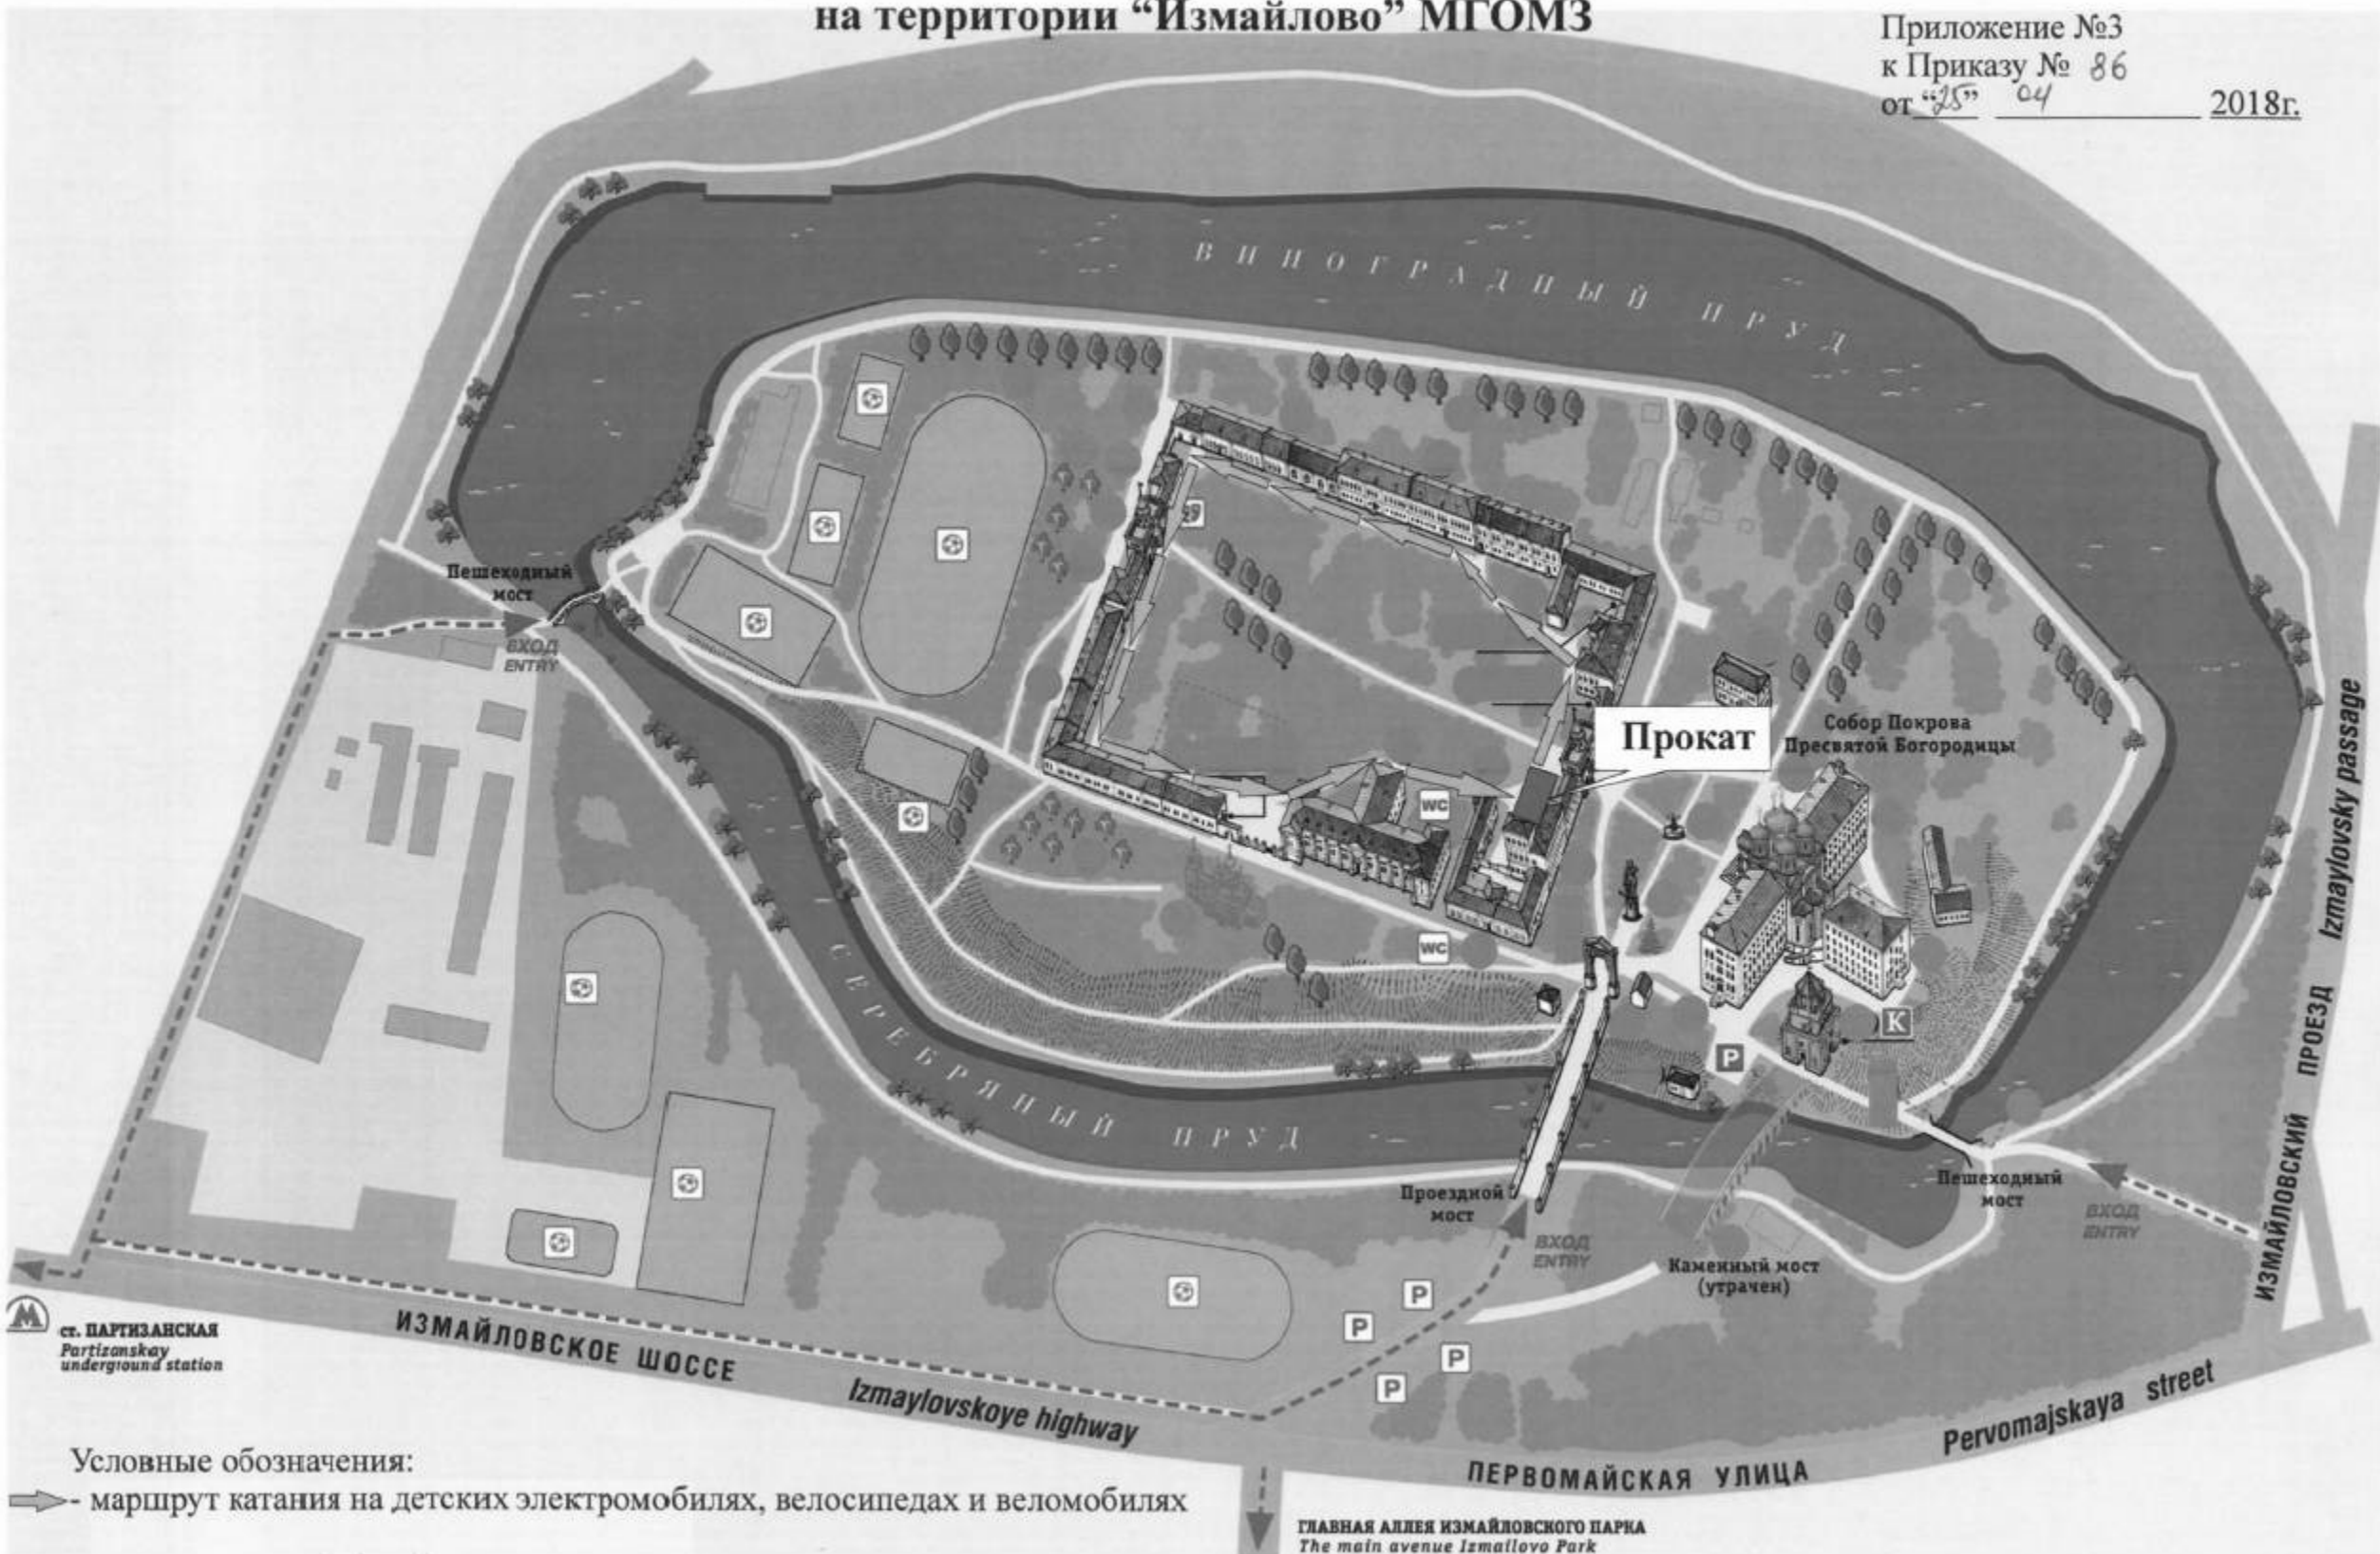 на территории “Измайлово” МГОМЗ
Приложение №3
к Приказу № 86
от “25” 04 2018г.
ВИНОГРАДНЫЙ ПРУД
Пешеходный
мост
ВХОД
ENTRY
Прокат
Собор Покрова
Пресвятой Богородицы
WC
WC
СЕРЕБРЯНЫЙ ПРУД
K
P
Проездной
мост
ВХОД
ENTRY
Каменный мост
(утрачен)
Пешеходный
мост
ВХОД
ENTRY
ИЗМАЙЛОВСКИЙ ПРОЕЗД Izmaylovsky passage
P
P
P
P
М
ст. ПАРТИЗАНСКАЯ
Partizanskay
underground station
ИЗМАЙЛОВСКОЕ ШОССЕ Izmaylovskoye highway
ПЕРВОМАЙСКАЯ УЛИЦА Pervomajskaya street
Условные обозначения:
- маршрут катания на детских электромобилях, велосипедах и веломобилях
ГЛАВНАЯ АЛЛЕЯ ИЗМАЙЛОВСКОГО ПАРКА
The main avenue Izmailovo Park